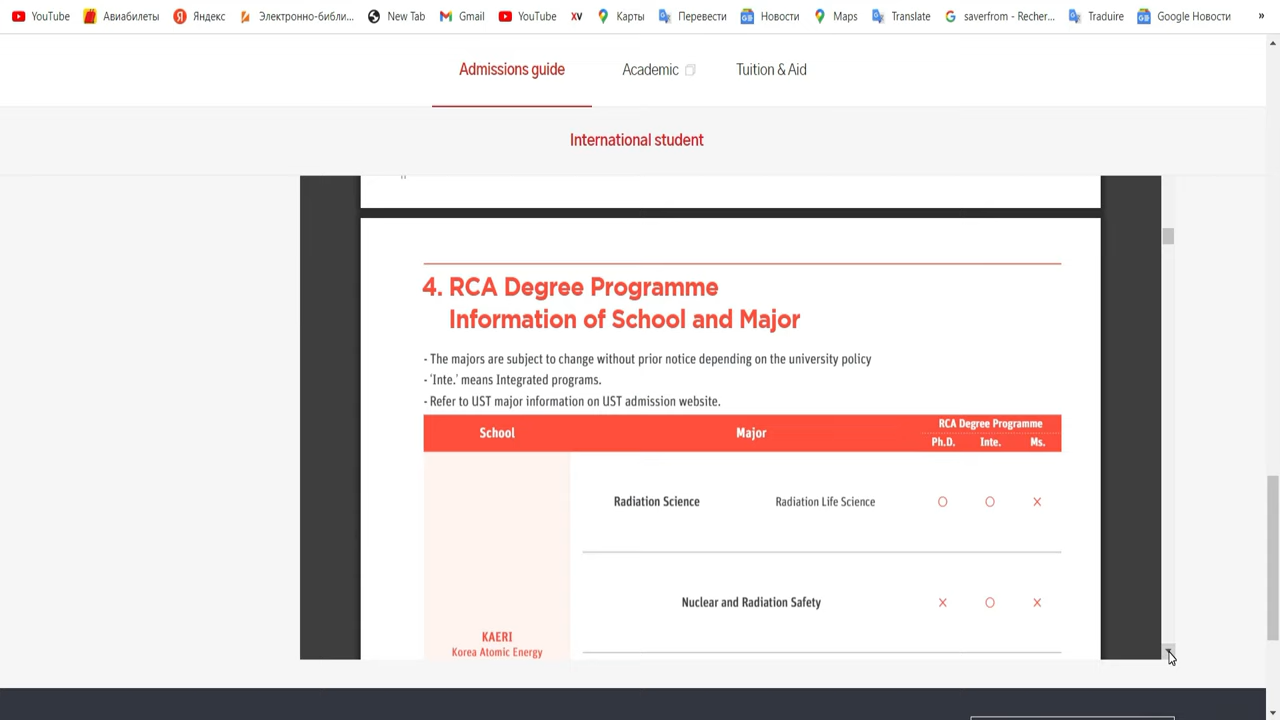 YouTube Авиабилеты Яндекс Электронно-библи... New Tab Gmail YouTube XV Карты Перевести Новости Maps Translate saverfrom - Recher... Traduire Google Новости »
Admissions guide Academic Tuition & Aid
International student
4. RCA Degree Programme
Information of School and Major
- The majors are subject to change without prior notice depending on the university policy
- 'Inte.' means Integrated programs.
- Refer to UST major information on UST admission website.
School Major RCA Degree Programme
Ph.D. Inte. Ms.
Radiation Science Radiation Life Science O O X
Nuclear and Radiation Safety X O X
KAERI
Korea Atomic Energy